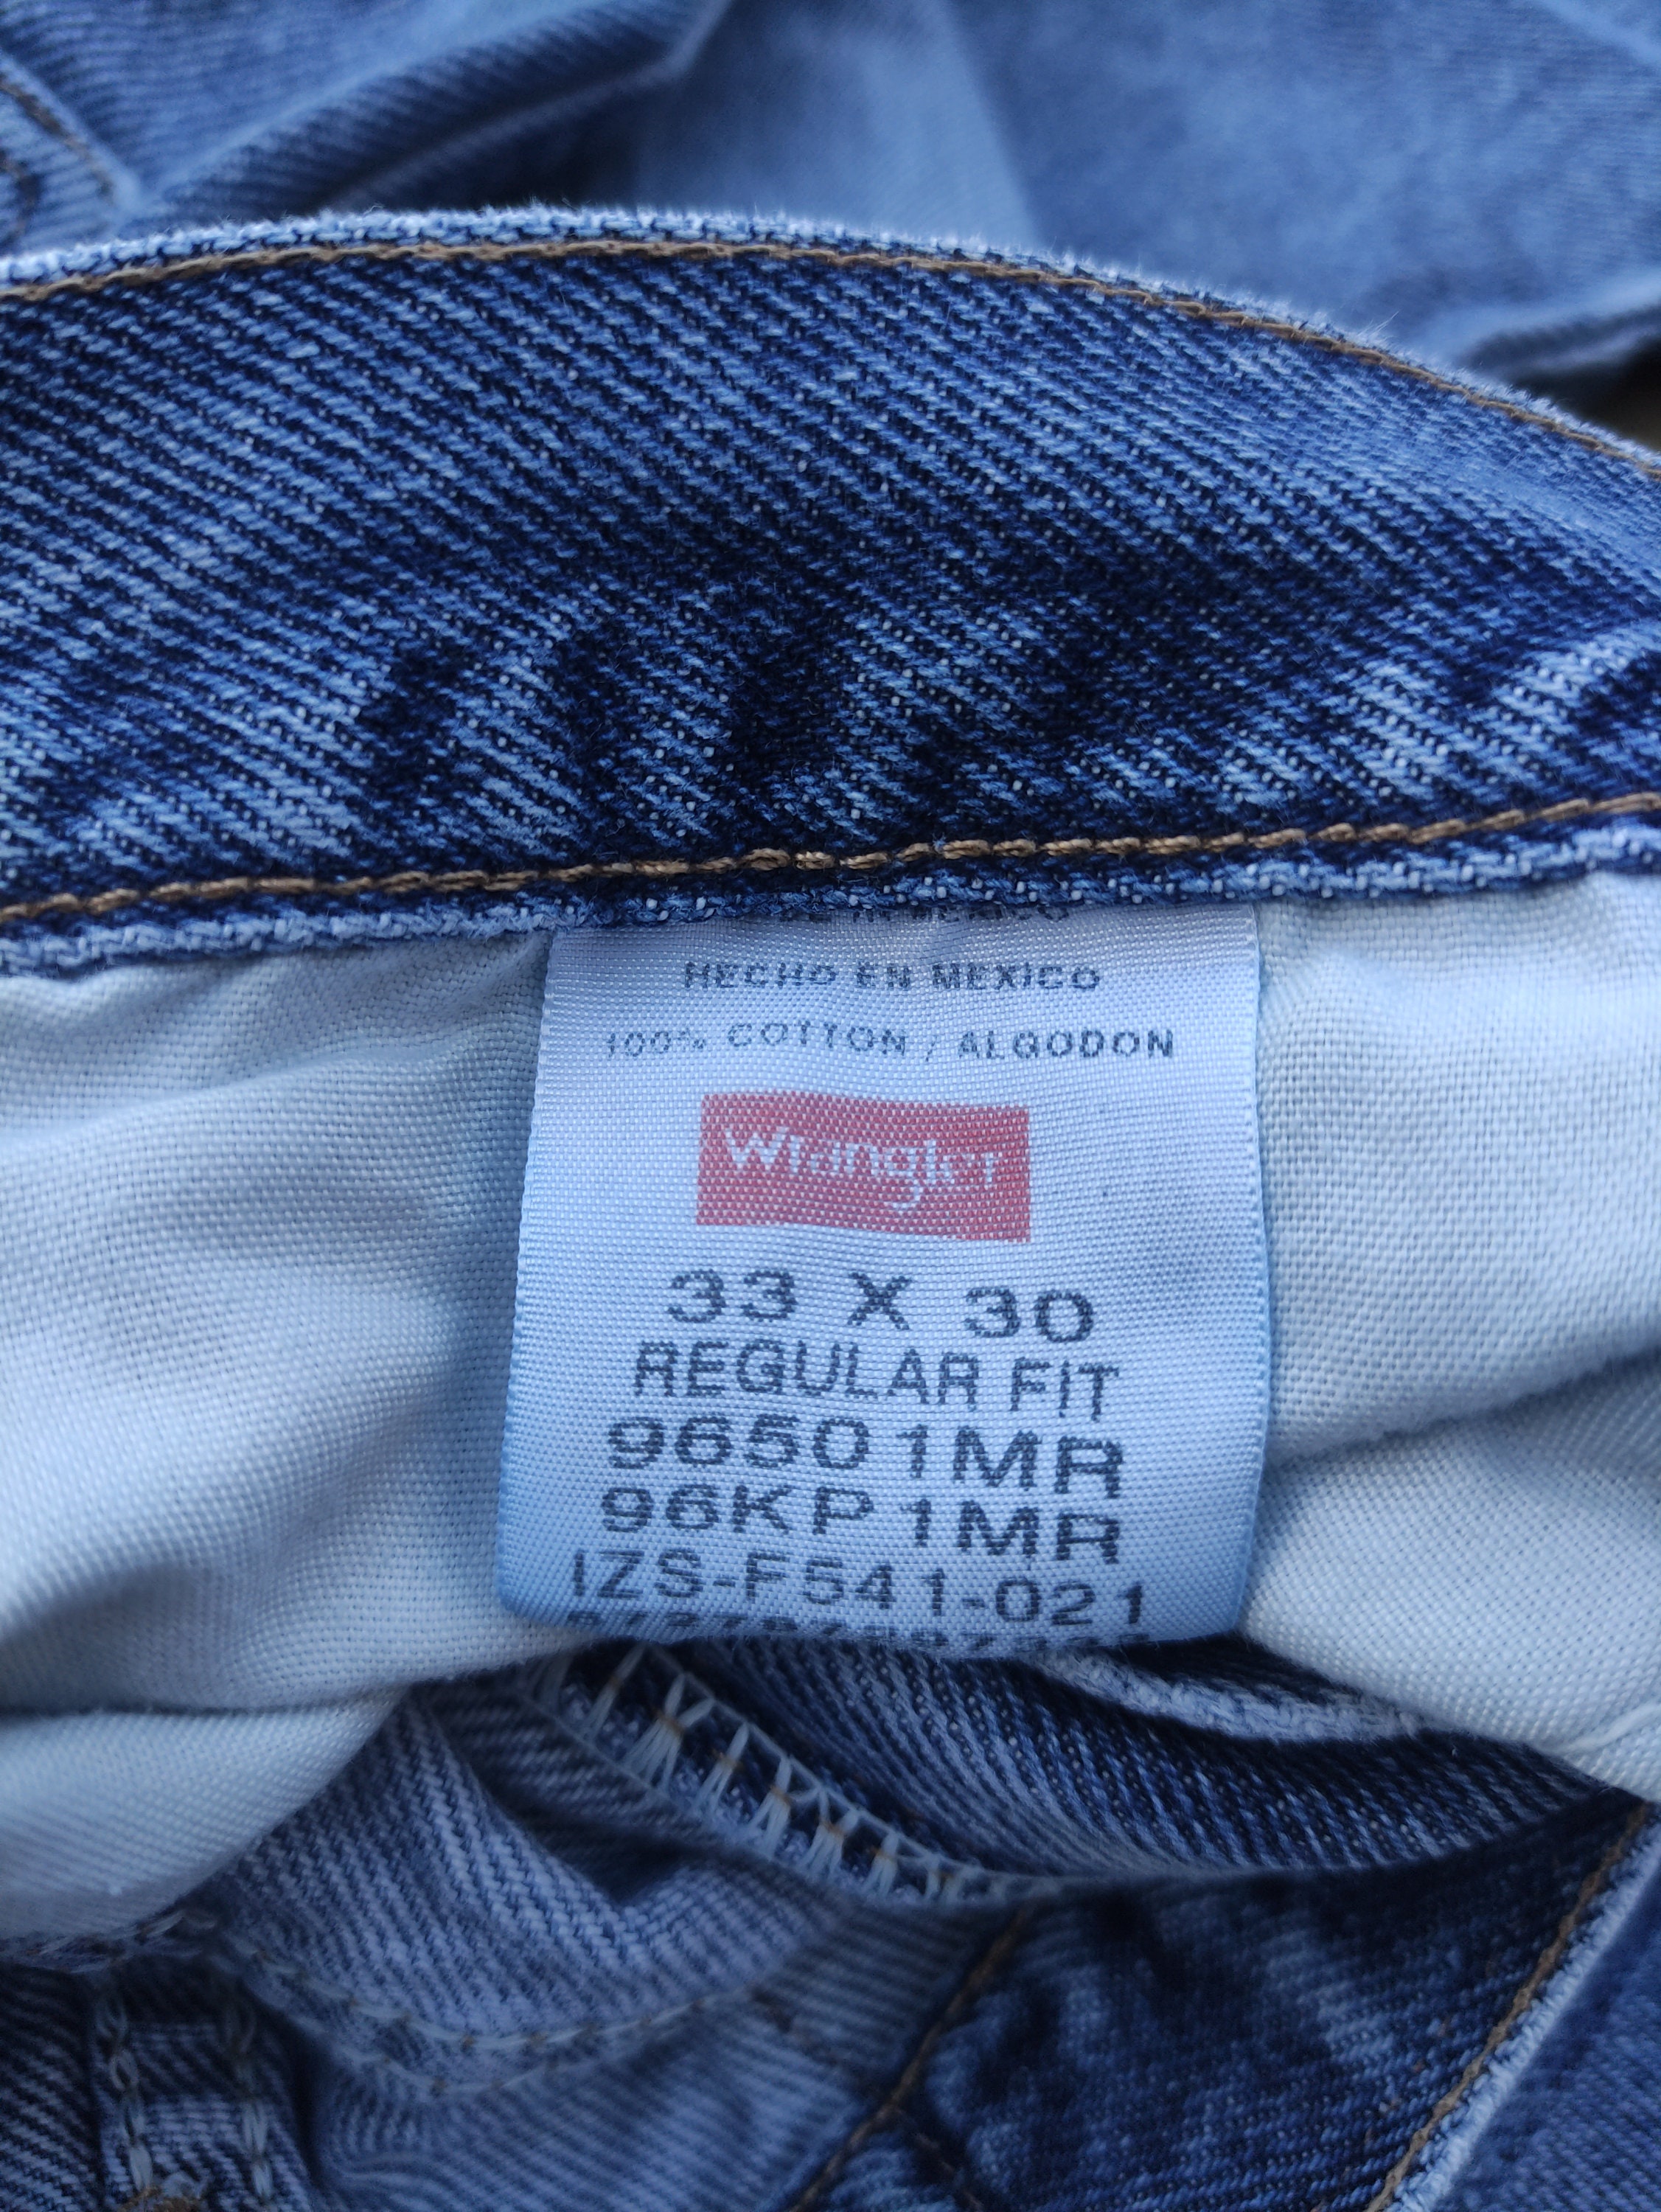 HECHO EN MEXICO
100% COTTON / ALGODON
Wrangler
33 X 30
REGULAR FIT
96501MR
96KP1MR
IZS-F541-021